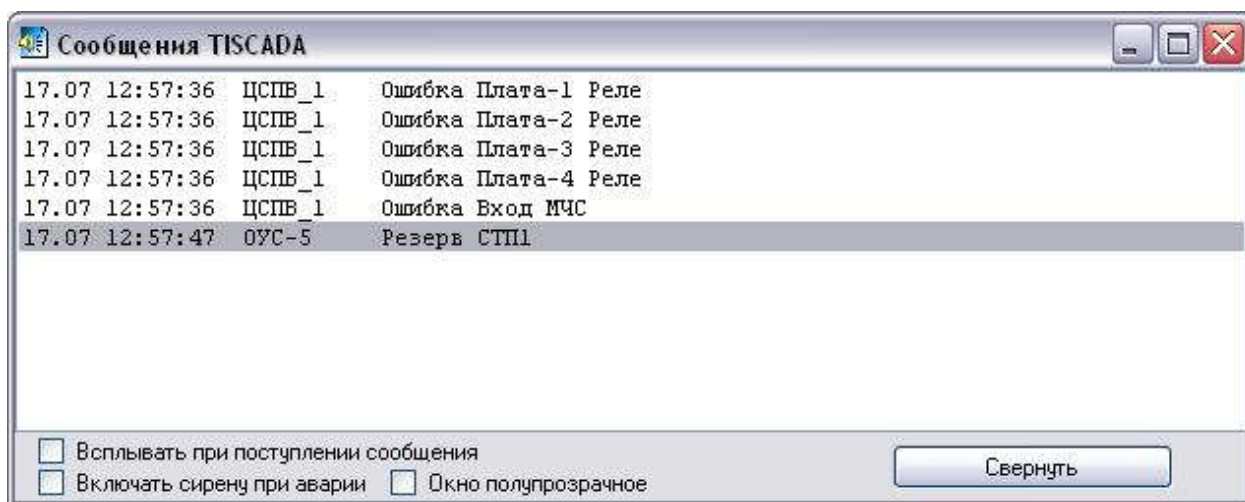 Сообщения TISCADA
17.07 12:57:36 ЦСПВ_1 Ошибка Плата-1 Реле
17.07 12:57:36 ЦСПВ_1 Ошибка Плата-2 Реле
17.07 12:57:36 ЦСПВ_1 Ошибка Плата-3 Реле
17.07 12:57:36 ЦСПВ_1 Ошибка Плата-4 Реле
17.07 12:57:36 ЦСПВ_1 Ошибка Вход МЧС
17.07 12:57:47 ОУС-5 Резерв СТП1
Всплывать при поступлении сообщения
Включать сирену при аварии Окно полупрозрачное
Свернуть